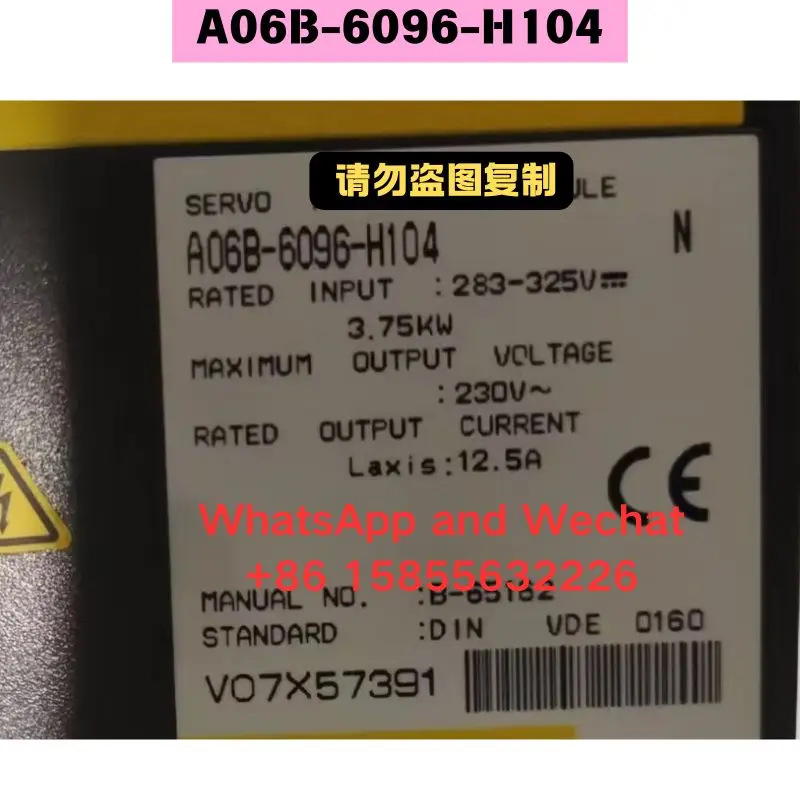 A06B-6096-H104
请勿盗图复制
SERVO ULE
A06B-6096-H104 N
RATED INPUT :283-325V⎓
3.75KW
MAXIMUM OUTPUT VOLTAGE
:230V~
RATED OUTPUT CURRENT
Laxis:12.5A
CE
WhatsApp and Wechat
+86 15855632226
MANUAL NO. :B-65162
STANDARD :DIN VDE 0160
V07X57391